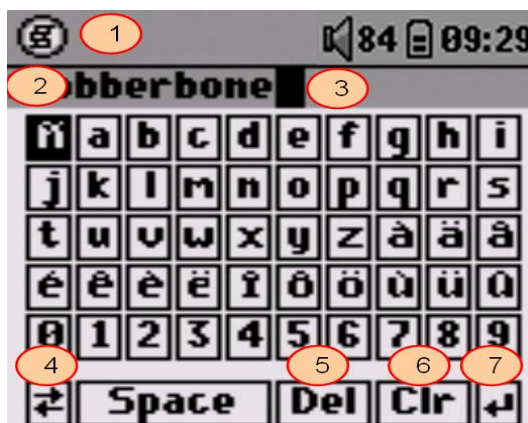 1 84 09:29
2 bberbone 3
a b c d e f g h i
j k l m n o p q r s
t u v w x y z à ä â
é ê è ë î ô ö ù ü û
0 1 2 3 4 5 6 7 8 9
4 5 6 7
Space Del Clr